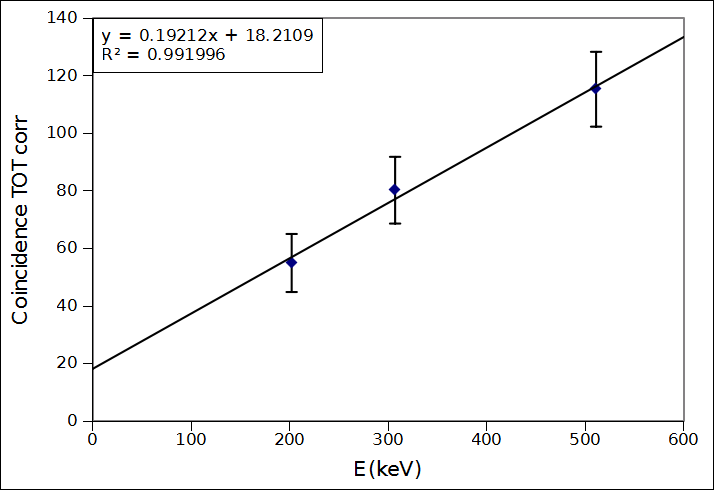 y = 0.19212x + 18.2109
R² = 0.991996
140
120
100
80
60
40
20
0
Coincidence TOT corr
0 100 200 300 400 500 600
E (keV)